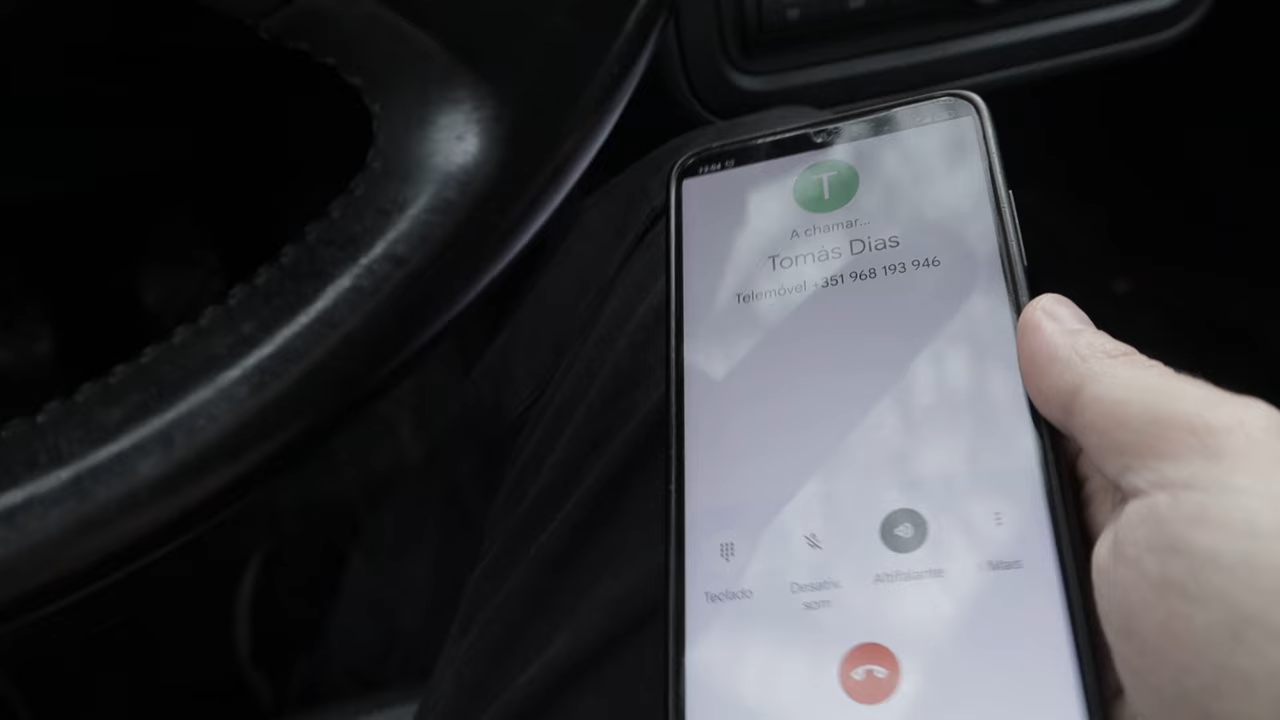 T
A chamar...
Tomás Dias
Telemóvel +351 968 193 946
Teclado
Desativ.
som
Altifalante
Mais